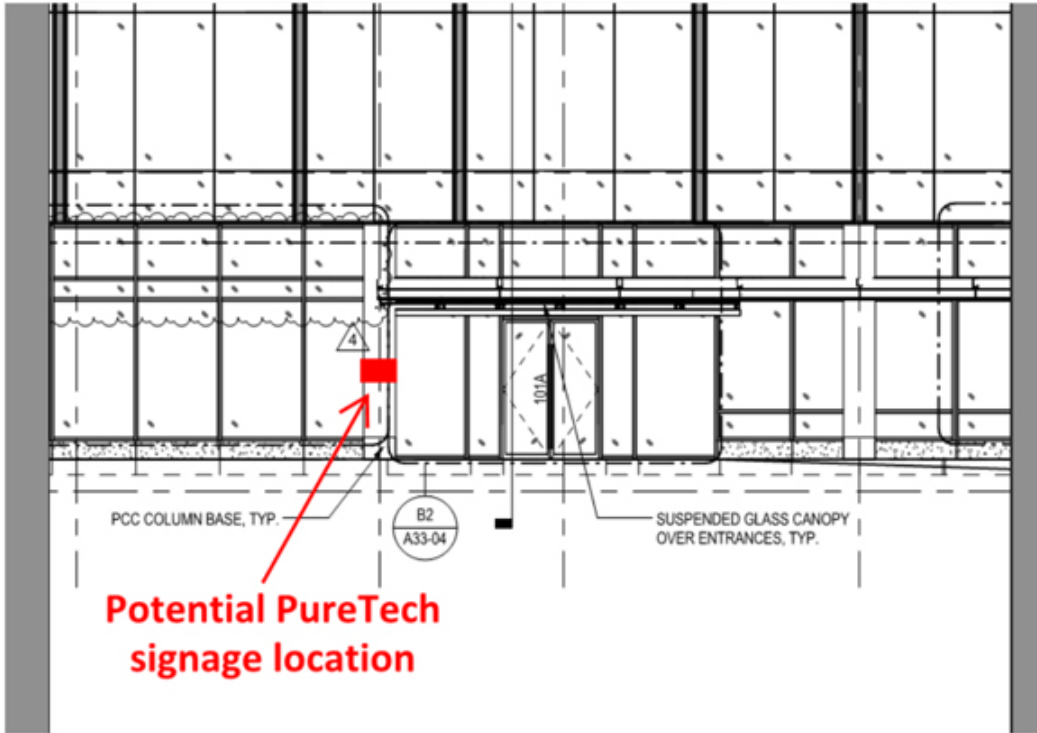 4
101A
PCC COLUMN BASE, TYP.
B2
A33-04
SUSPENDED GLASS CANOPY
OVER ENTRANCES, TYP.
Potential PureTech
signage location